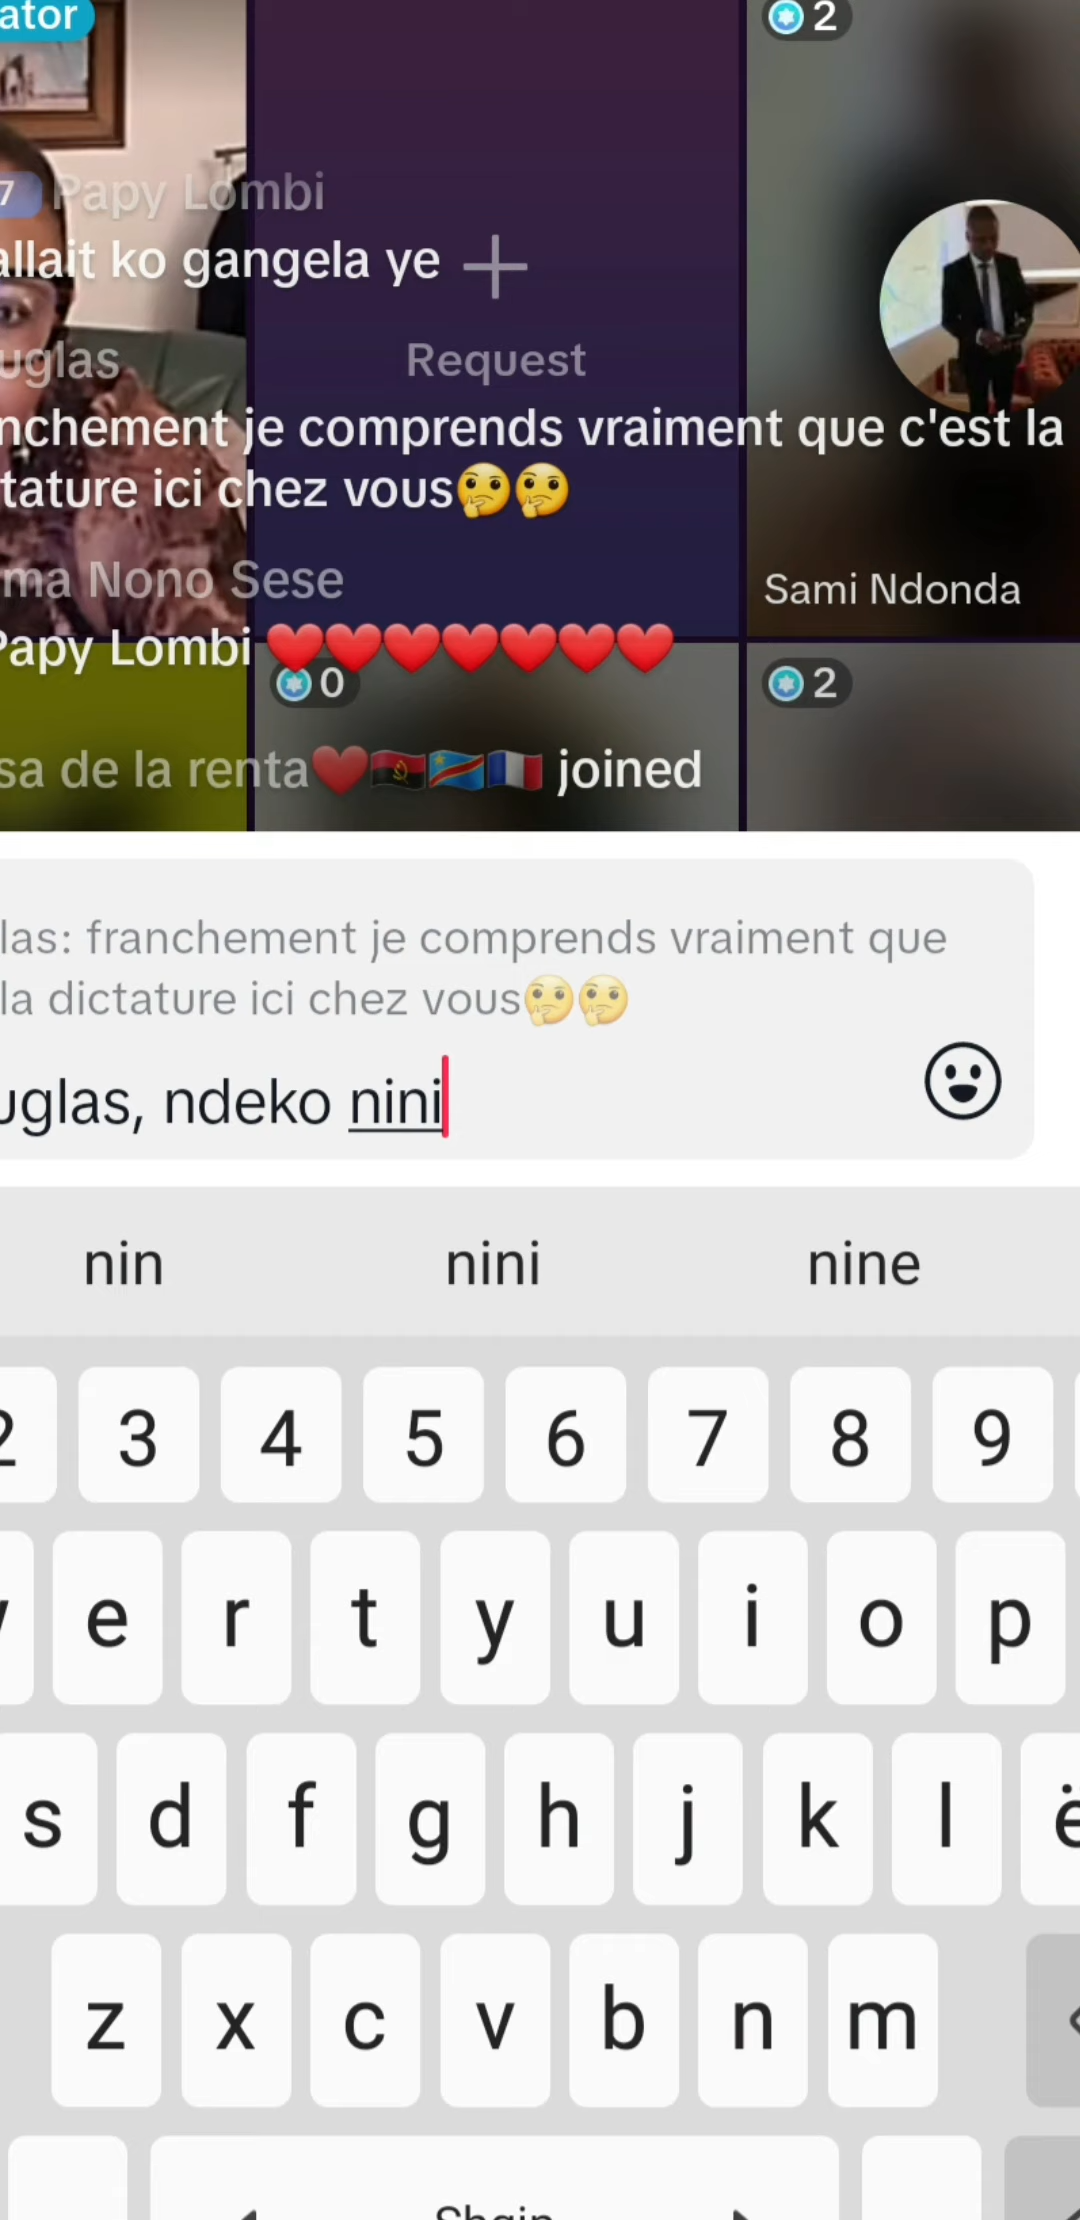 ator
2
7 Papy Lombi
allait ko gangela ye
uglas
Request
nchement je comprends vraiment que c'est la
tature ici chez vous🤔🤔
ma Nono Sese
Sami Ndonda
Papy Lombi ❤️❤️❤️❤️❤️❤️❤️
0
2
sa de la renta❤️🇦🇴🇨🇩🇫🇷 joined
las: franchement je comprends vraiment que
la dictature ici chez vous🤔🤔
uglas, ndeko nini
nin nini nine
2 3 4 5 6 7 8 9
e r t y u i o p
s d f g h j k l ë
z x c v b n m
Shqip